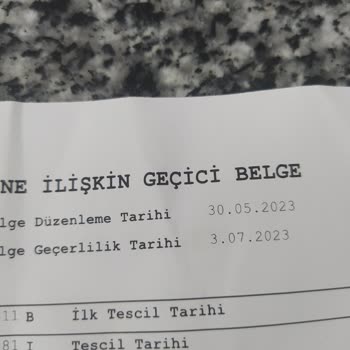 NE İLİŞKİN GEÇİCİ BELGE
lge Düzenleme Tarihi 30.05.2023
lge Geçerlilik Tarihi 3.07.2023
11 B İlk Tescil Tarihi
81 I Tescil Tarihi